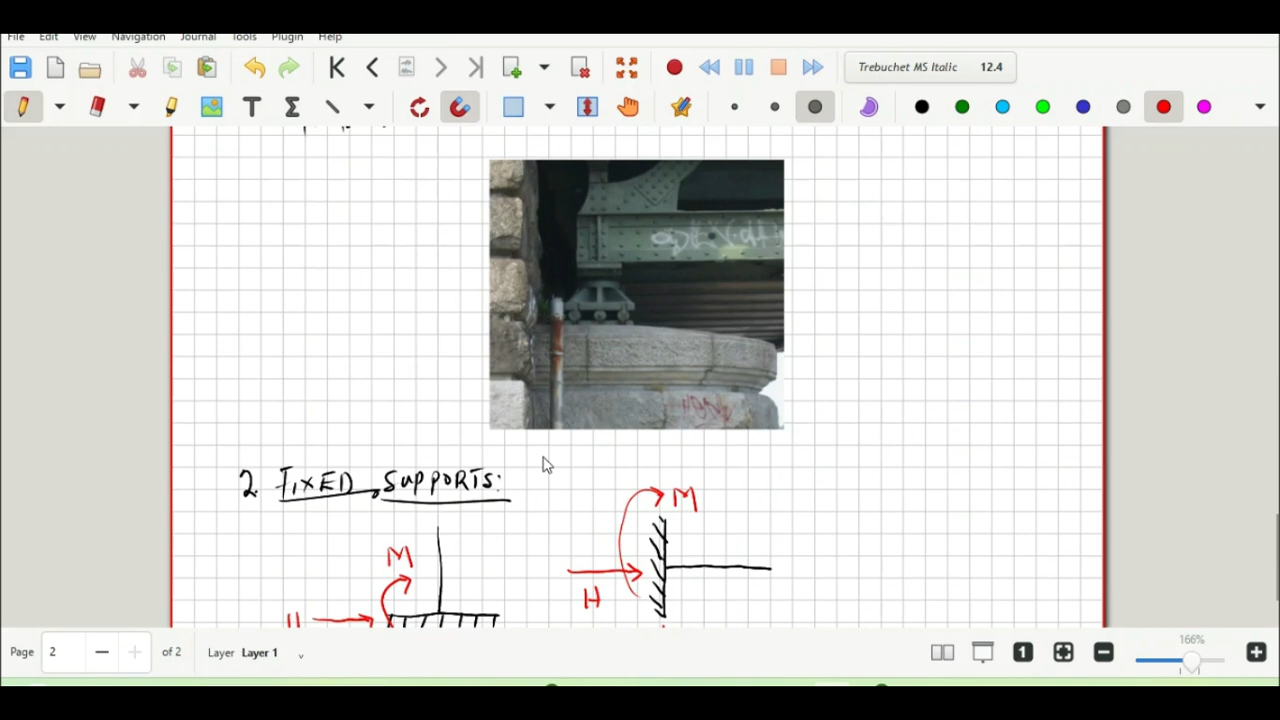 File Edit View Navigation Journal Tools Plugin Help
Trebuchet MS Italic 12.4
2. FIXED SUPPORTS:
M
M
H
H
Page 2 of 2 Layer Layer 1 166%